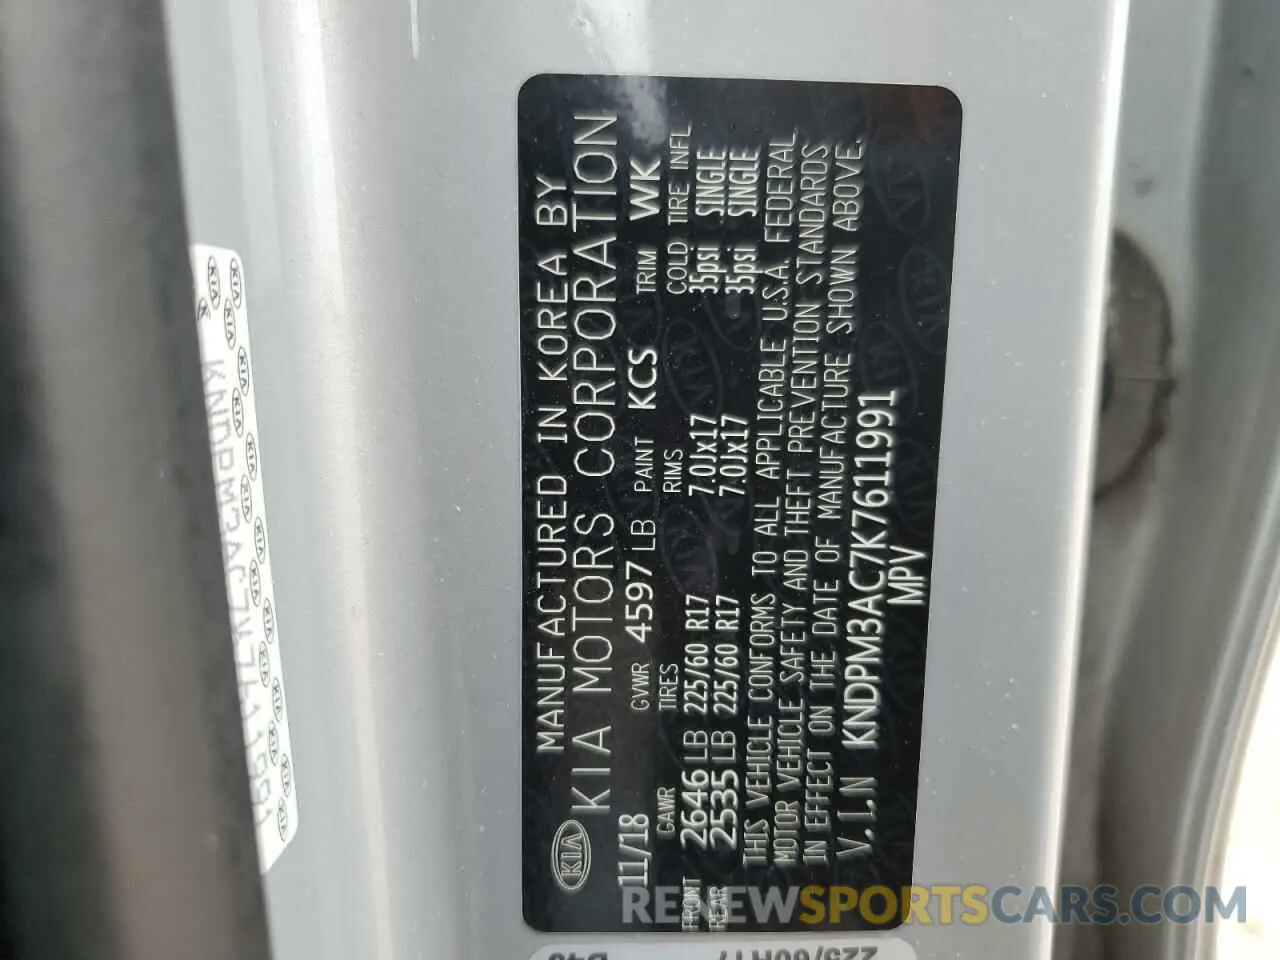 KIA
MANUFACTURED IN KOREA BY
KIA MOTORS CORPORATION
11/18 GVWR 4597 LB PAINT KCS TRIM WK
GAWR TIRES RIMS COLD TIRE INFL
FRONT 2646 LB 225/60 R17 7.0Jx17 35psi SINGLE
REAR 2535 LB 225/60 R17 7.0Jx17 35psi SINGLE
THIS VEHICLE CONFORMS TO ALL APPLICABLE U.S.A. FEDERAL
MOTOR VEHICLE SAFETY AND THEFT PREVENTION STANDARDS
IN EFFECT ON THE DATE OF MANUFACTURE SHOWN ABOVE.
V.I.N KNDPM3AC7K7611991
MPV
KNDPM3AC7K7611991
RENEWSPORTSCARS.COM